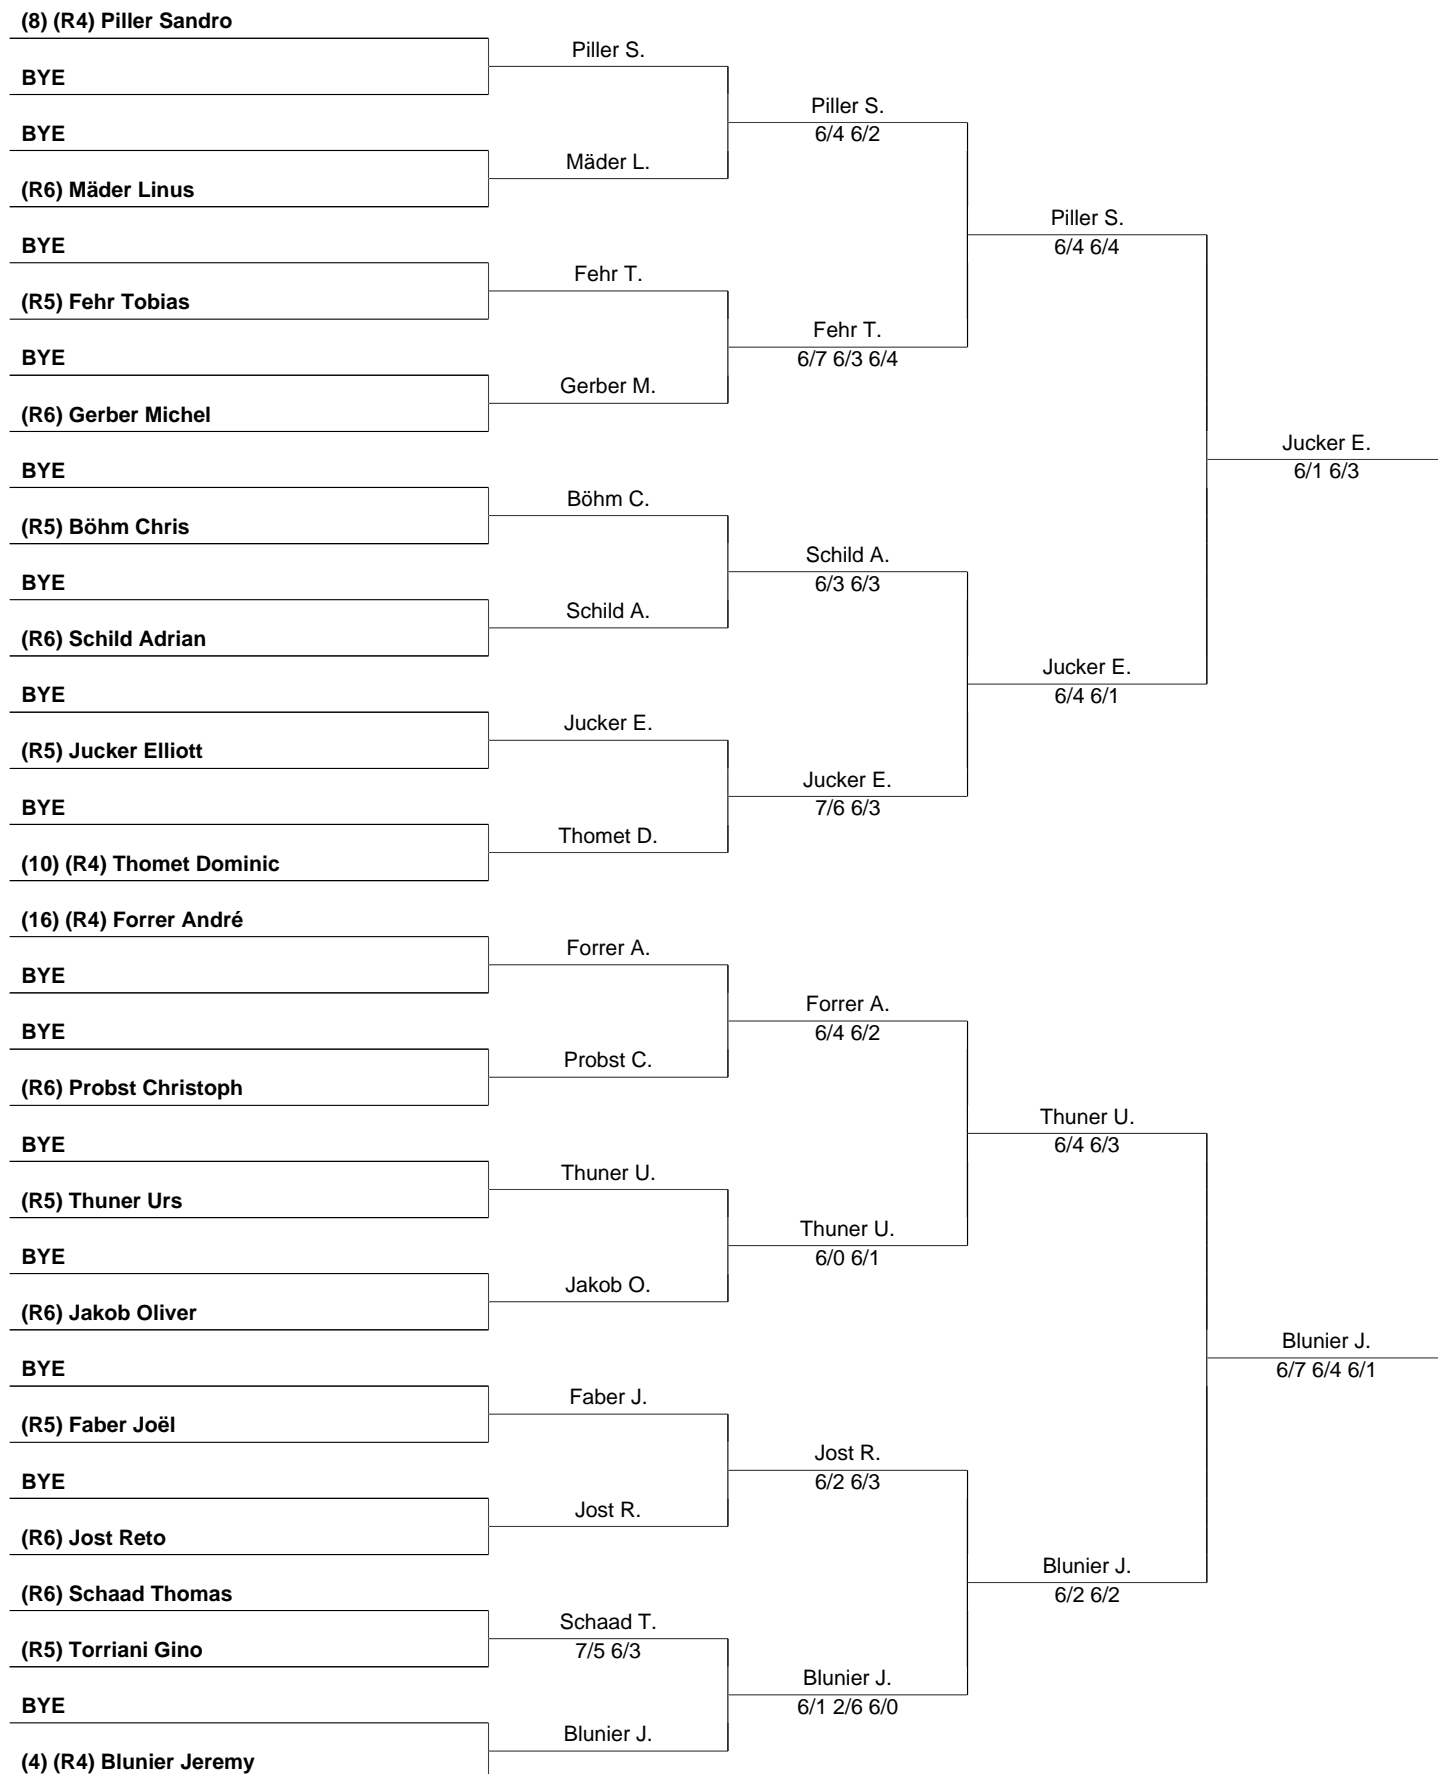 (8) (R4) Piller Sandro
Piller S.
BYE
Piller S.
6/4 6/2
BYE
Mäder L.
(R6) Mäder Linus
Piller S.
6/4 6/4
BYE
Fehr T.
(R5) Fehr Tobias
Fehr T.
6/7 6/3 6/4
BYE
Gerber M.
(R6) Gerber Michel
Jucker E.
6/1 6/3
BYE
Böhm C.
(R5) Böhm Chris
Schild A.
6/3 6/3
BYE
Schild A.
(R6) Schild Adrian
Jucker E.
6/4 6/1
BYE
Jucker E.
(R5) Jucker Elliott
Jucker E.
7/6 6/3
BYE
Thomet D.
(10) (R4) Thomet Dominic
(16) (R4) Forrer André
Forrer A.
BYE
Forrer A.
6/4 6/2
BYE
Probst C.
(R6) Probst Christoph
Thuner U.
6/4 6/3
BYE
Thuner U.
(R5) Thuner Urs
Thuner U.
6/0 6/1
BYE
Jakob O.
(R6) Jakob Oliver
Blunier J.
6/7 6/4 6/1
BYE
Faber J.
(R5) Faber Joël
Jost R.
6/2 6/3
BYE
Jost R.
(R6) Jost Reto
Blunier J.
6/2 6/2
(R6) Schaad Thomas
Schaad T.
7/5 6/3
(R5) Torriani Gino
Blunier J.
6/1 2/6 6/0
BYE
Blunier J.
(4) (R4) Blunier Jeremy